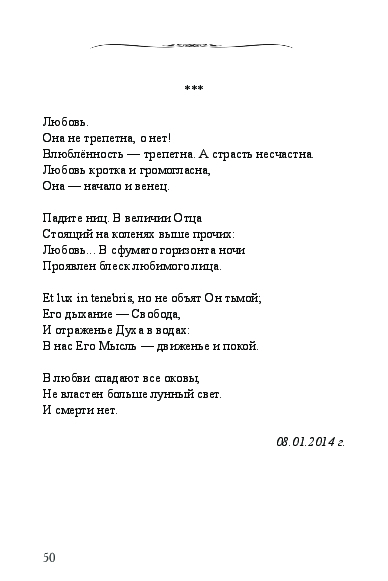 ***
Любовь.
Она не трепетна, о нет!
Влюблённость — трепетна. А страсть несчастна.
Любовь кротка и громогласна,
Она — начало и венец.
Падите ниц. В величии Отца
Стоящий на коленях выше прочих:
Любовь... В сфумато горизонта ночи
Проявлен блеск любимого лица.
Et lux in tenebris, но не объят Он тьмой;
Его дыхание — Свобода,
И отраженье Духа в водах:
В нас Его Мысль — движенье и покой.
В любви спадают все оковы,
Не властен больше лунный свет.
И смерти нет.
08.01.2014 г.
50